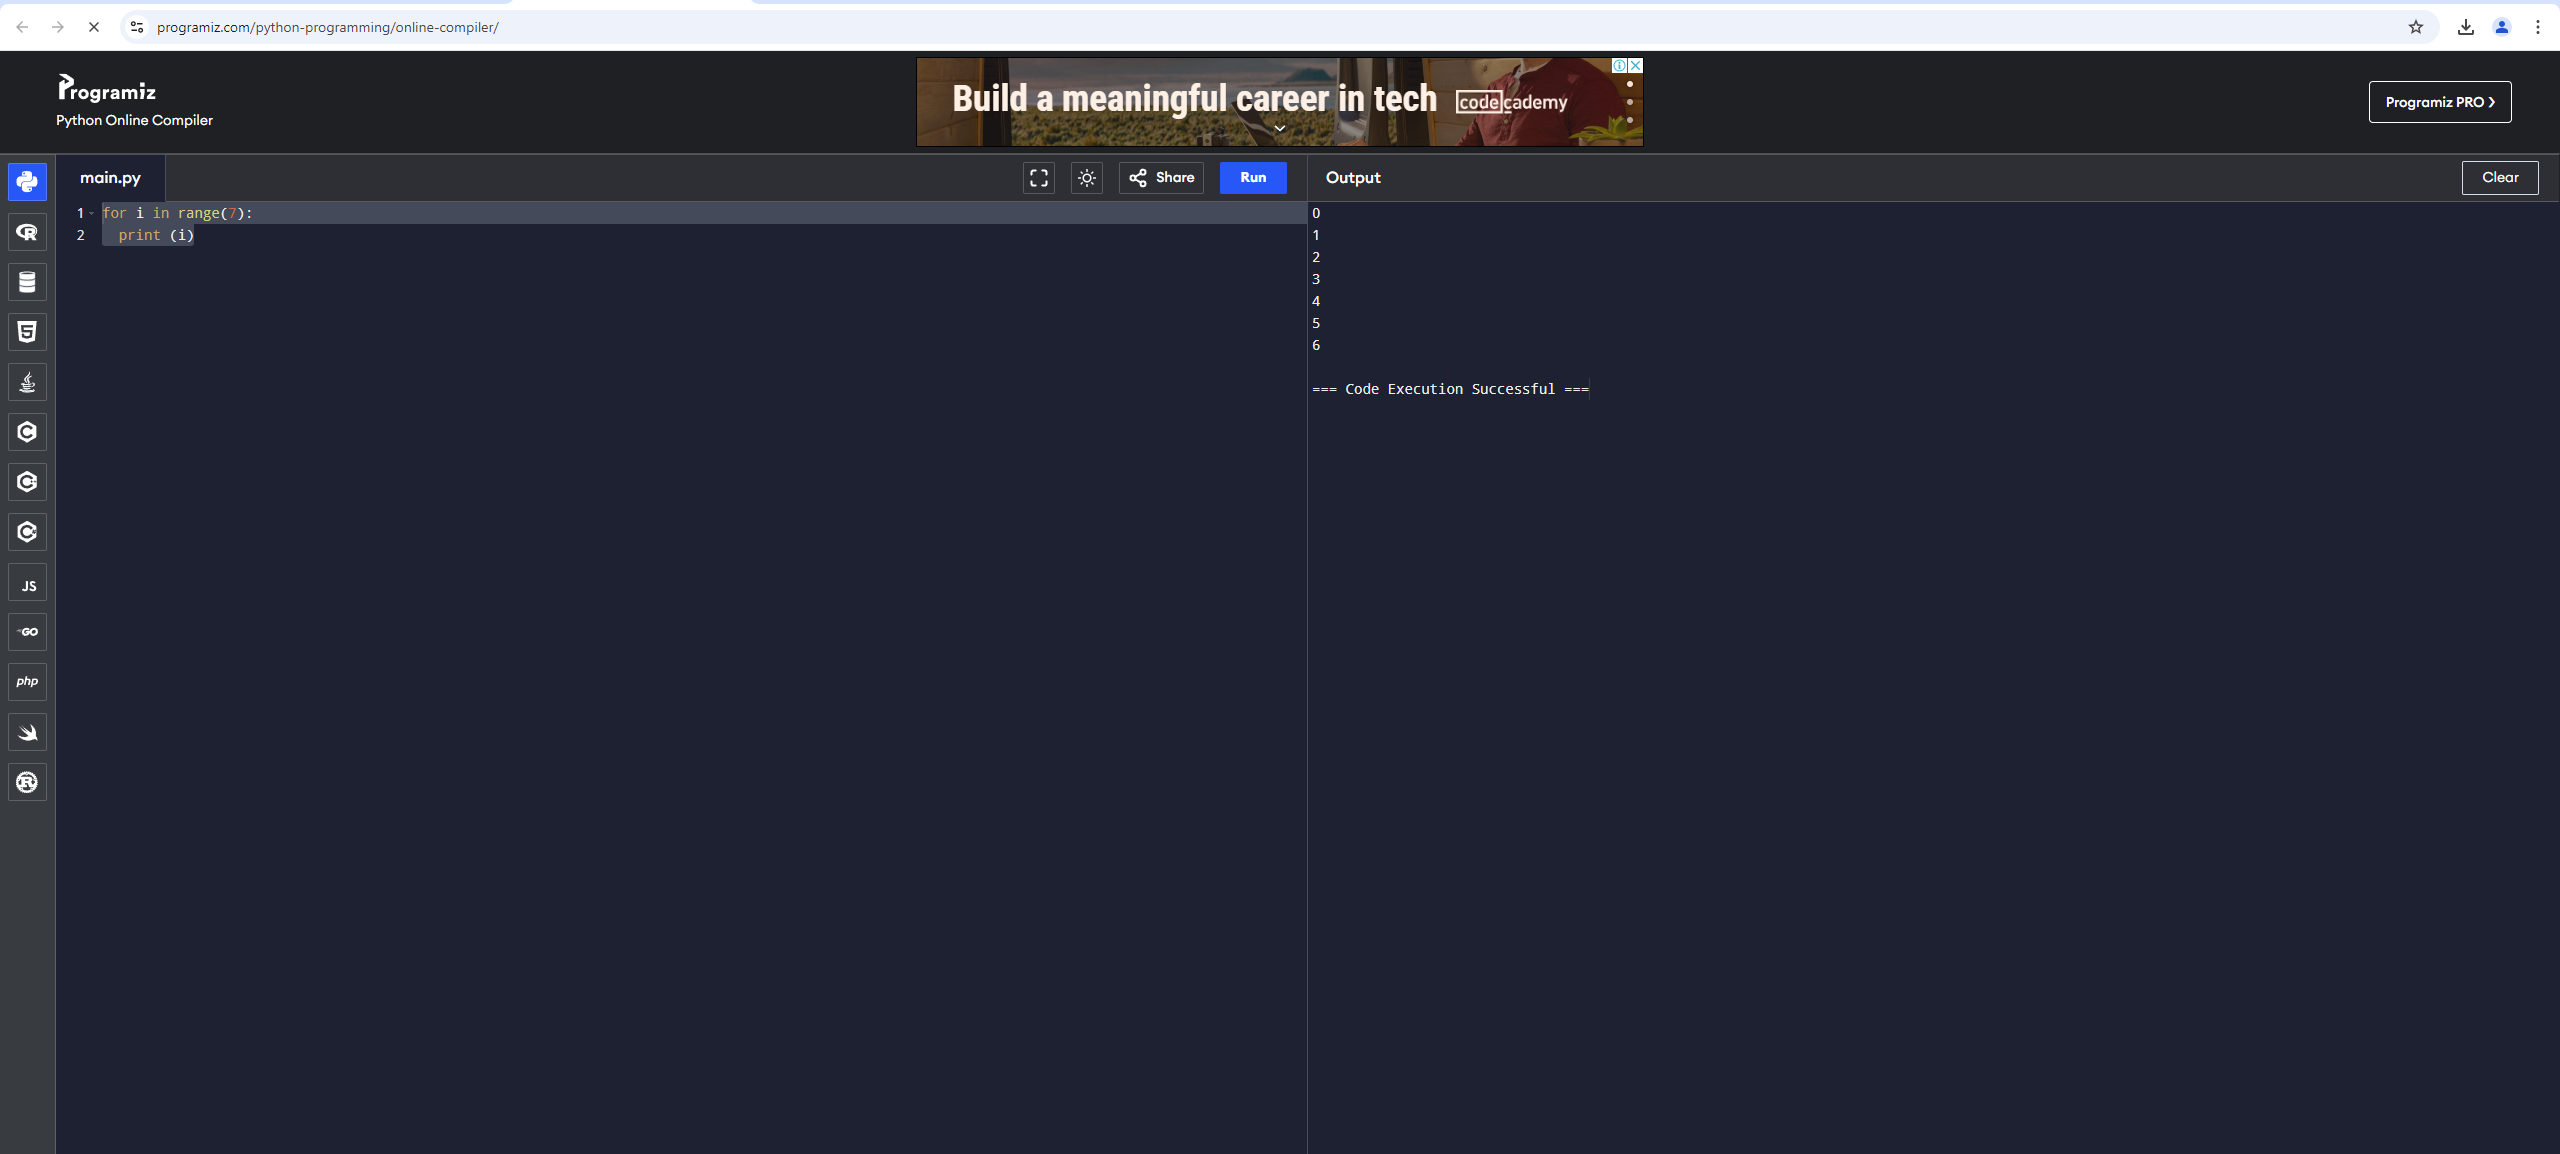 programiz.com/python-programming/online-compiler/
Programiz
Python Online Compiler
Build a meaningful career in tech
codecademy
Programiz PRO
main.py
Share
Run
Output
Clear
1 for i in range(7):
2 print (i)
0
1
2
3
4
5
6
=== Code Execution Successful ===
R
5
C
C
C
JS
GO
php
R